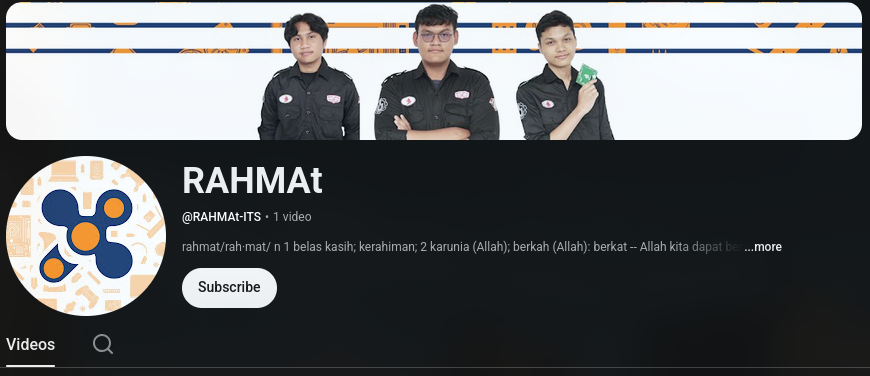 RAHMAt
@RAHMAt-ITS • 1 video
rahmat/rah·mat/ n 1 belas kasih; kerahiman; 2 karunia (Allah); berkah (Allah): berkat -- Allah kita dapat ...more
Subscribe
Videos